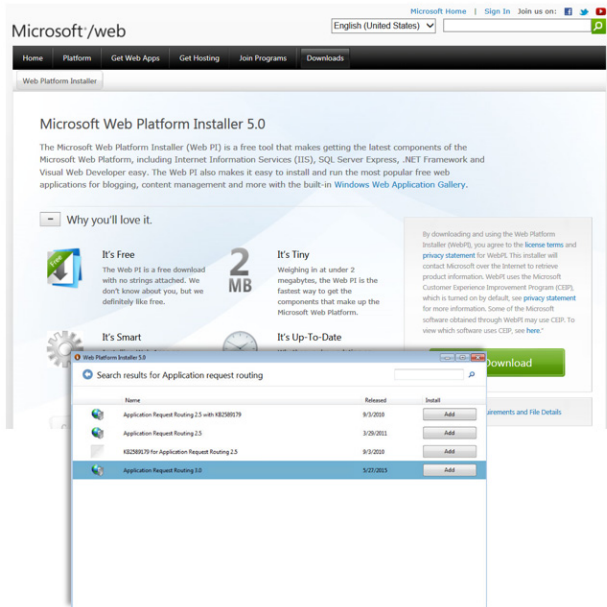 Microsoft Home | Sign In Join us on:
Microsoft /web
English (United States)
Home Platform Get Web Apps Get Hosting Join Programs Downloads
Web Platform Installer
Microsoft Web Platform Installer 5.0
The Microsoft Web Platform Installer (Web PI) is a free tool that makes getting the latest components of the
Microsoft Web Platform, including Internet Information Services (IIS), SQL Server Express, .NET Framework and
Visual Web Developer easy. The Web PI also makes it easy to install and run the most popular free web
applications for blogging, content management and more with the built-in Windows Web Application Gallery.
Why you'll love it.
Free
It's Free
The Web PI is a free download
with no strings attached. We
don't know about you, but we
definitely like free.
2
MB
It's Tiny
Weighing in at under 2
megabytes, the Web PI is the
fastest way to get the
components that make up the
Microsoft Web Platform.
By downloading and using the Web Platform
Installer (WebPI), you agree to the license terms and
privacy statement for WebPI. This installer will
contact Microsoft over the Internet to retrieve
product information. WebPI uses the Microsoft
Customer Experience Improvement Program (CEIP),
which is turned on by default, see privacy statement
for more information. Some of the Microsoft
software obtained through WebPI may use CEIP. To
view which software uses CEIP, see here."
It's Smart
It's Up-To-Date
Download
uirements and File Details
Web Platform Installer 5.0
Search results for Application request routing
Name Released Install
Application Request Routing 2.5 with KB2589179 9/3/2010 Add
Application Request Routing 2.5 3/29/2011 Add
KB2589179 for Application Request Routing 2.5 9/3/2010 Add
Application Request Routing 3.0 5/27/2015 Add